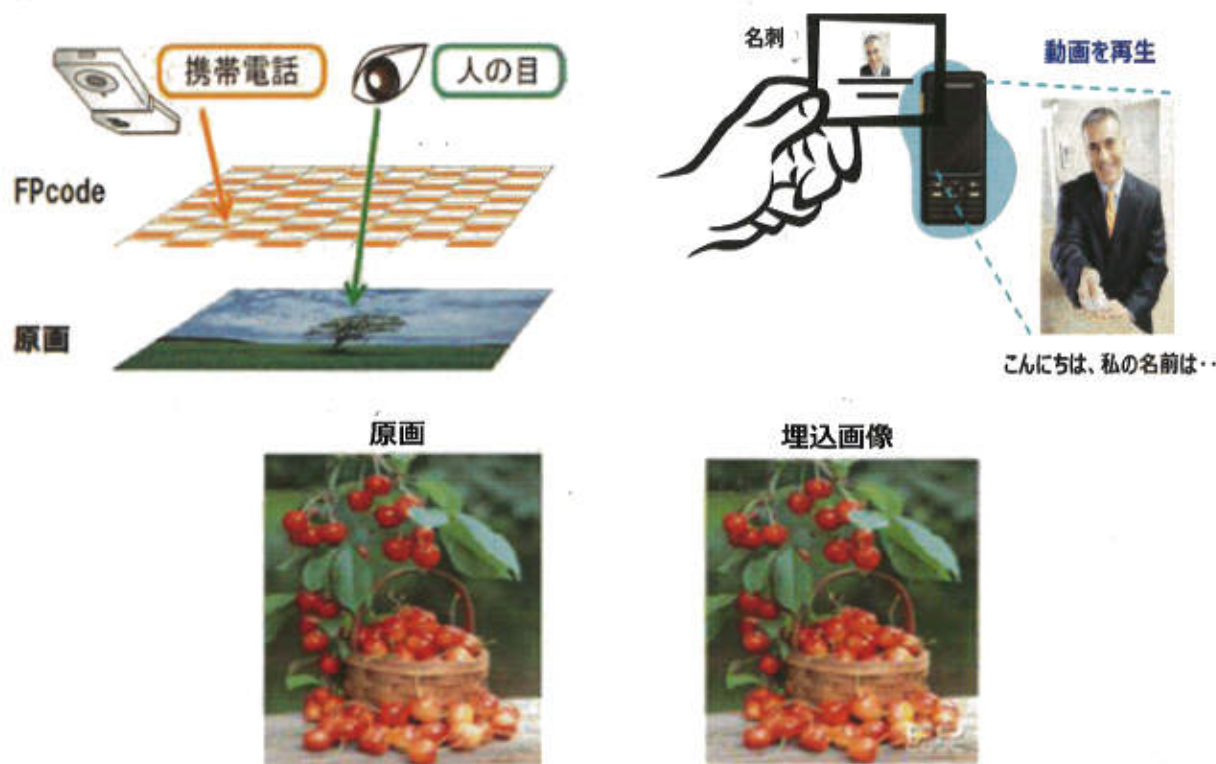 携帯電話
人の目
FPcode
原画
名刺
動画を再生
こんにちは、私の名前は‥
原画
埋込画像